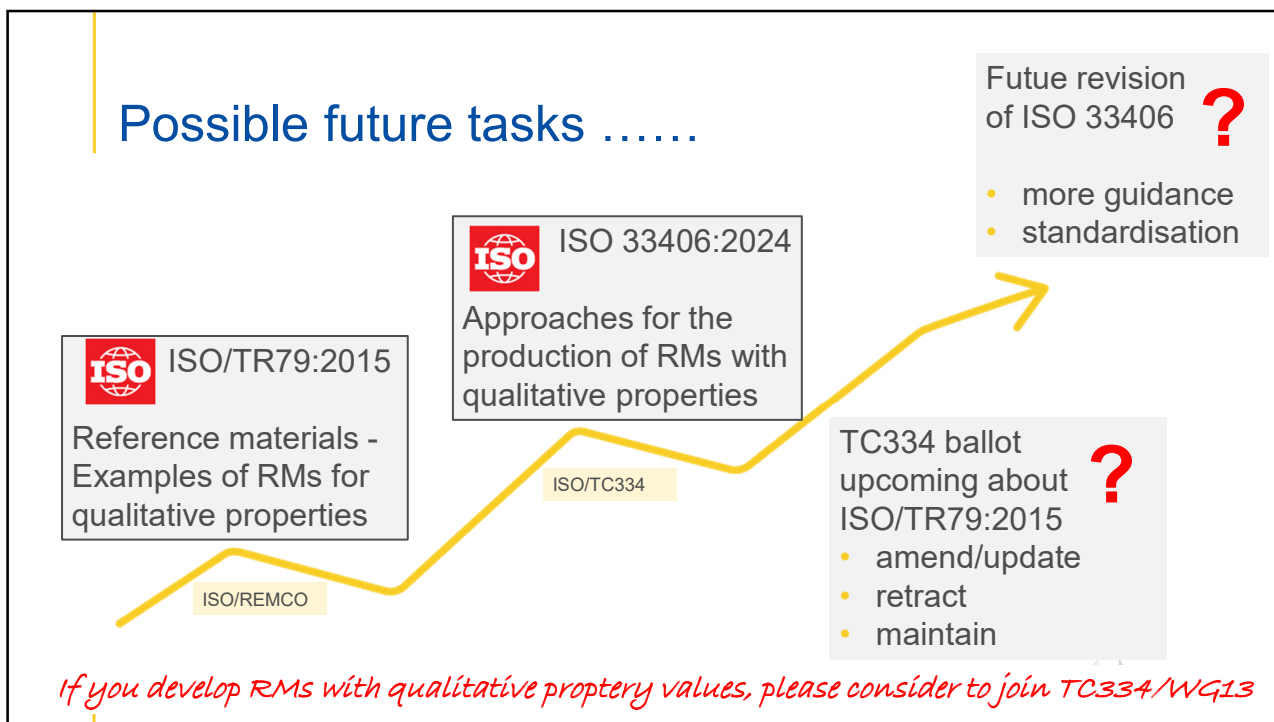 Possible future tasks ……
Futue revision
of ISO 33406
?
• more guidance
• standardisation
ISO
ISO 33406:2024
Approaches for the
production of RMs with
qualitative properties
ISO
ISO/TR79:2015
Reference materials -
Examples of RMs for
qualitative properties
ISO/TC334
ISO/REMCO
TC334 ballot
upcoming about
ISO/TR79:2015
?
• amend/update
• retract
• maintain
If you develop RMs with qualitative proptery values, please consider to join TC334/WG13